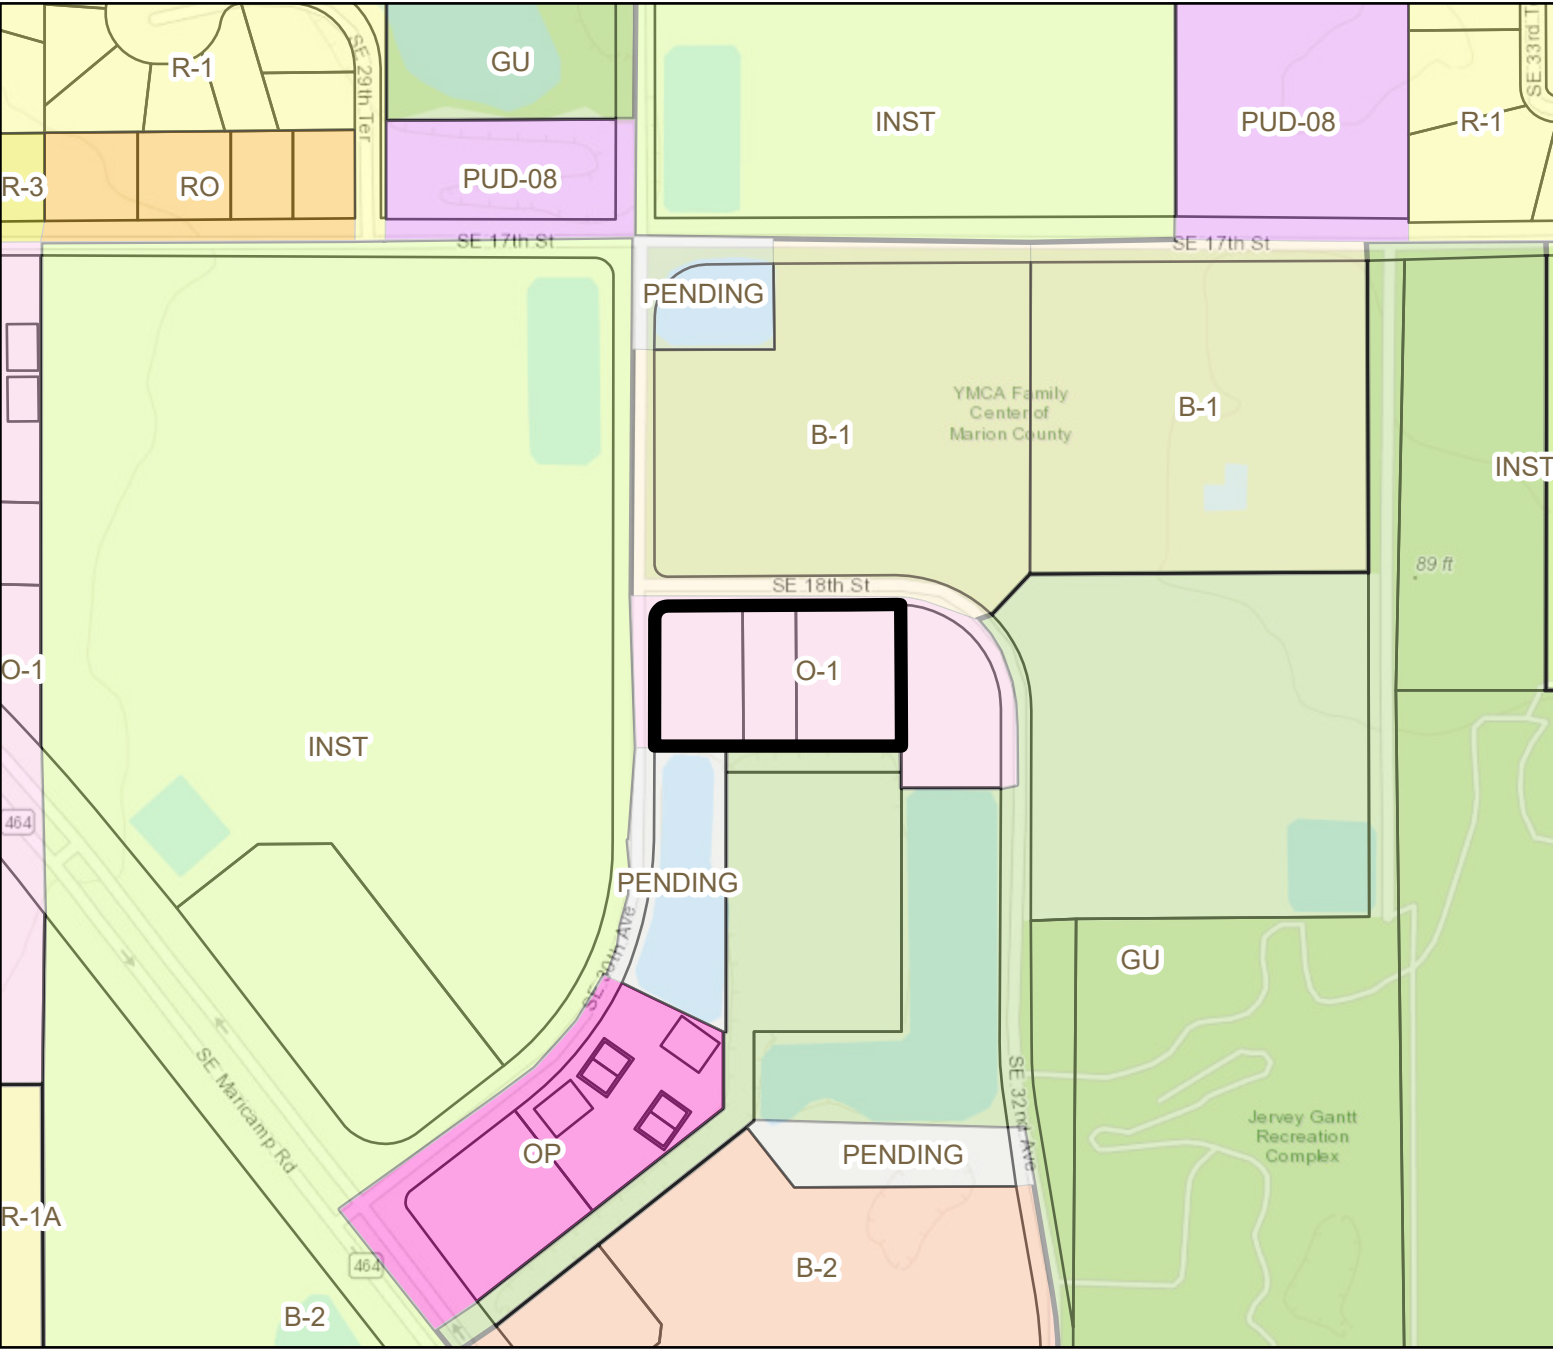 R-1
SE 29th Ter
GU
INST
PUD-08
R-1
SE 33rd T
R-3
RO
PUD-08
SE 17th St
SE 17th St
PENDING
YMCA Family
Center of
Marion County
B-1
B-1
INST
89 ft
SE 18th St
O-1
O-1
INST
464
PENDING
SE 30th Ave
GU
SE Maricamp Rd
SE 32nd Ave
Jervey Gantt
Recreation
Complex
OP
PENDING
R-1A
464
B-2
B-2